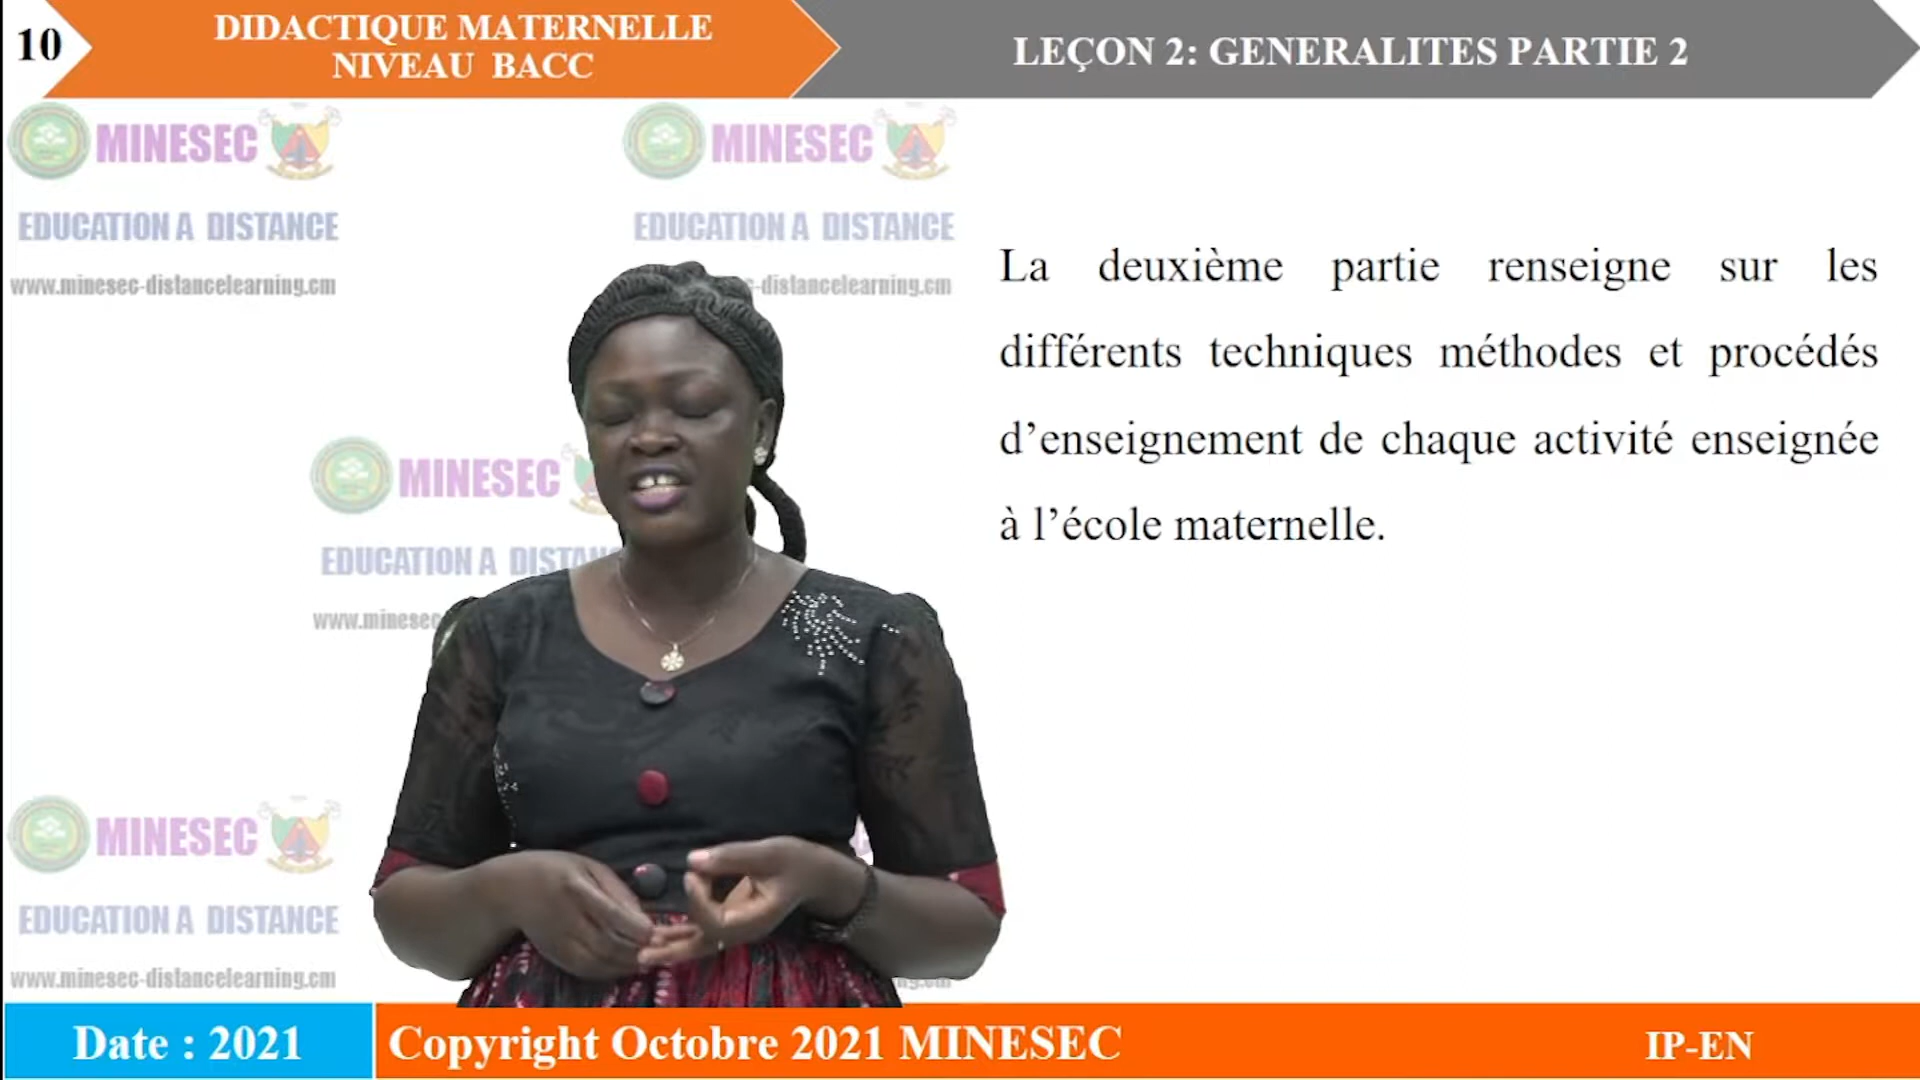 10
DIDACTIQUE MATERNELLE
NIVEAU BACC
LEÇON 2: GENERALITES PARTIE 2
MINESEC
MINESEC
EDUCATION A DISTANCE
EDUCATION A DISTANCE
www.minesec-distancelearning.cm
-distancelearning.cm
La deuxième partie renseigne sur les
différents techniques méthodes et procédés
d’enseignement de chaque activité enseignée
à l’école maternelle.
MINESEC
EDUCATION A DISTAN
www.minesec
MINESEC
EDUCATION A DISTANCE
www.minesec-distancelearning.cm
Date : 2021
Copyright Octobre 2021 MINESEC
IP-EN